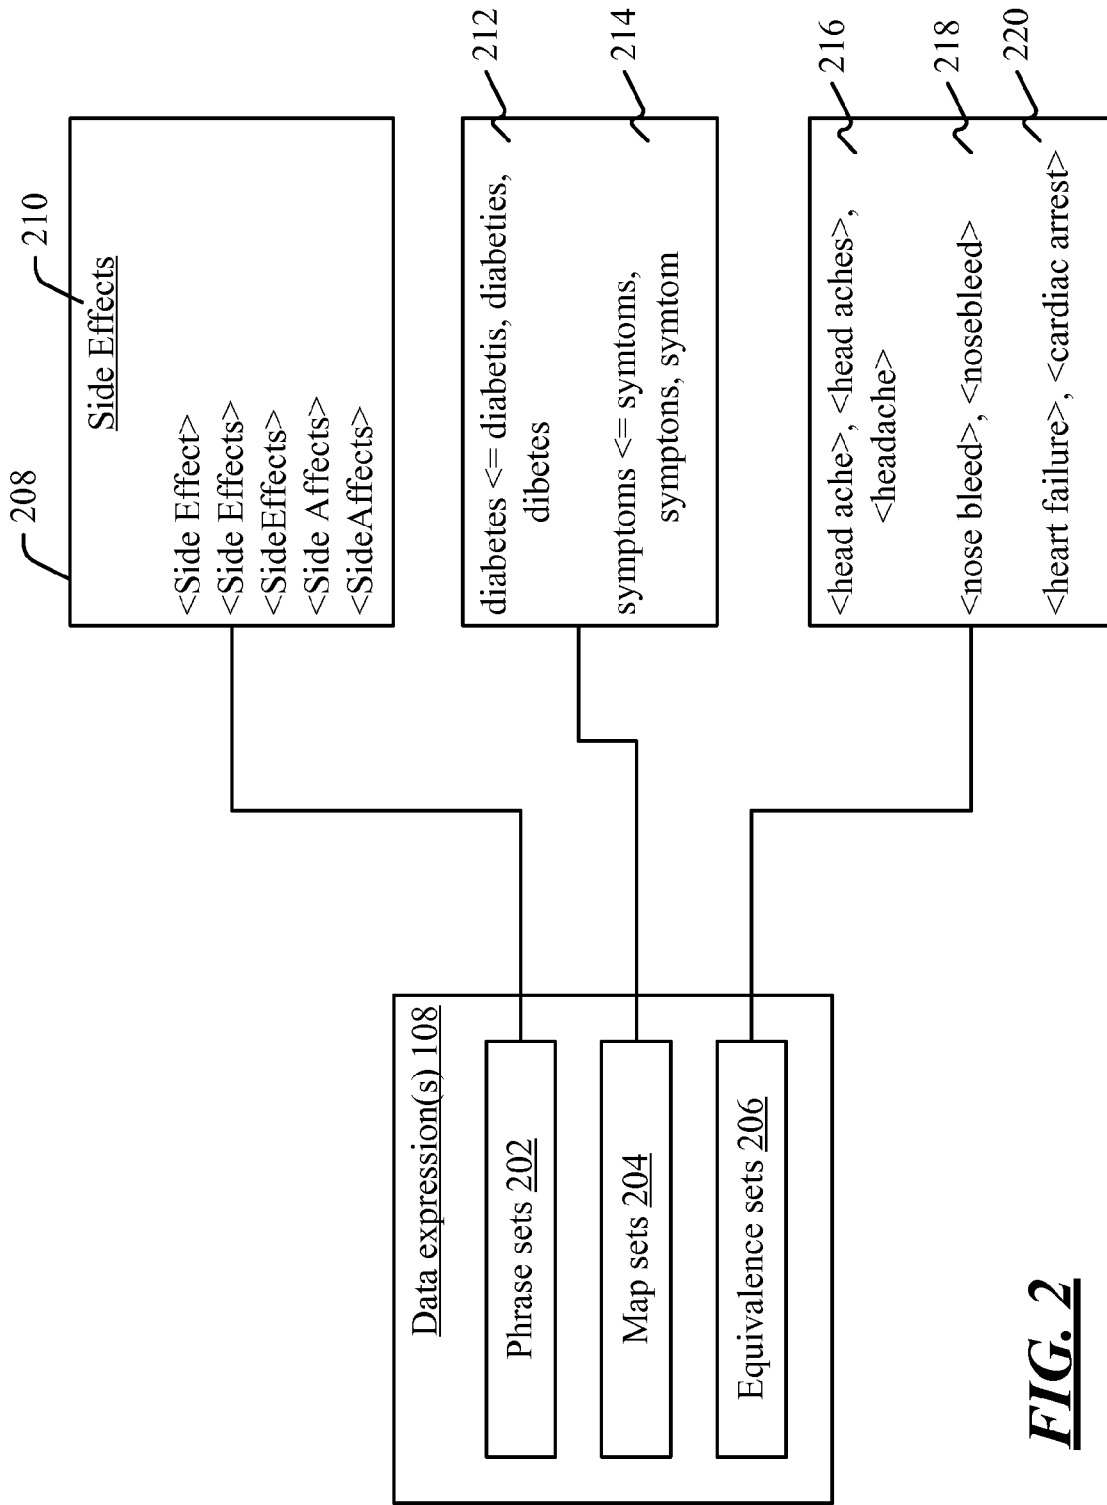 208
210
Side Effects
<Side Effect>
<Side Effects>
<SideEffects>
<Side Affects>
<SideAffects>
Data expression(s) 108
Phrase sets 202
Map sets 204
Equivalence sets 206
diabetes <= diabetis, diabeties,
dibetes
212
symptoms <= symtoms,
symptons, symtom
214
<head ache>, <head aches>,
<headache>
216
<nose bleed>, <nosebleed>
218
<heart failure>, <cardiac arrest>
220
FIG. 2